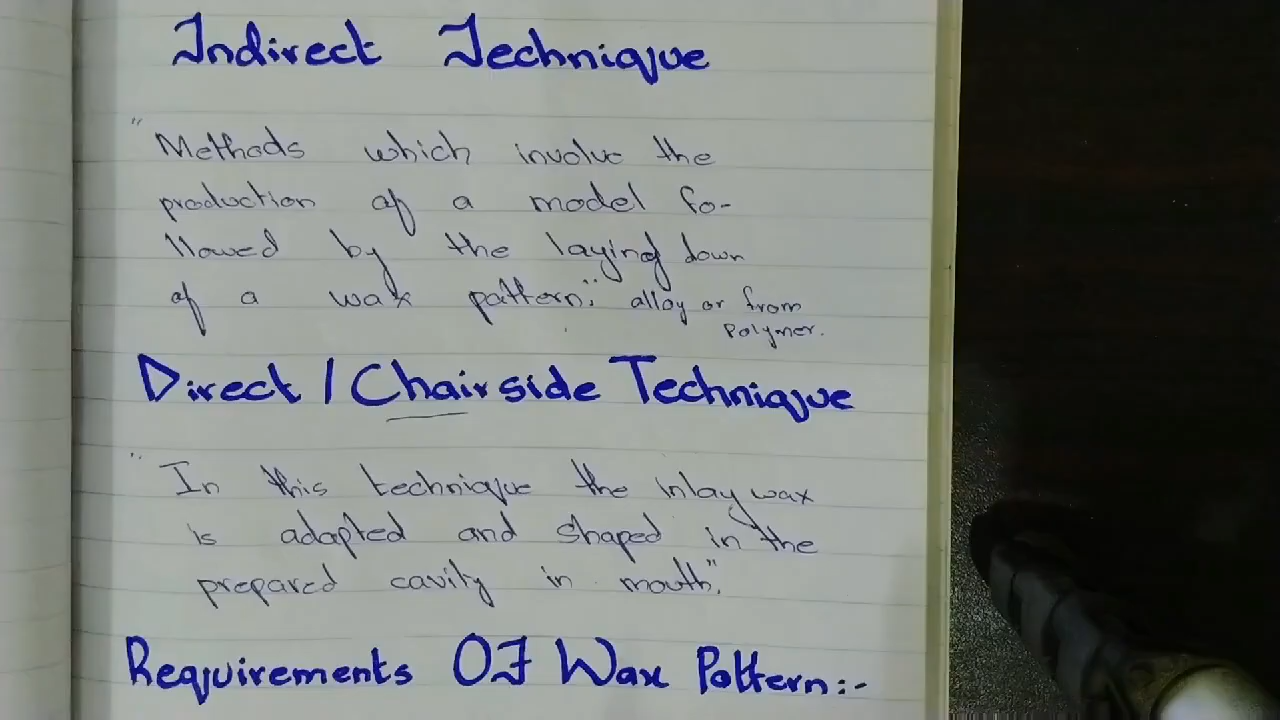 Indirect Technique
"Methods which involve the
production of a model fo-
llowed by the laying down
of a wax pattern." alloy or from
Polymer.
Direct / Chairside Technique
"In this technique the inlay wax
is adapted and shaped in the
prepared cavity in mouth".
Requirements Of Wax Pattern:-